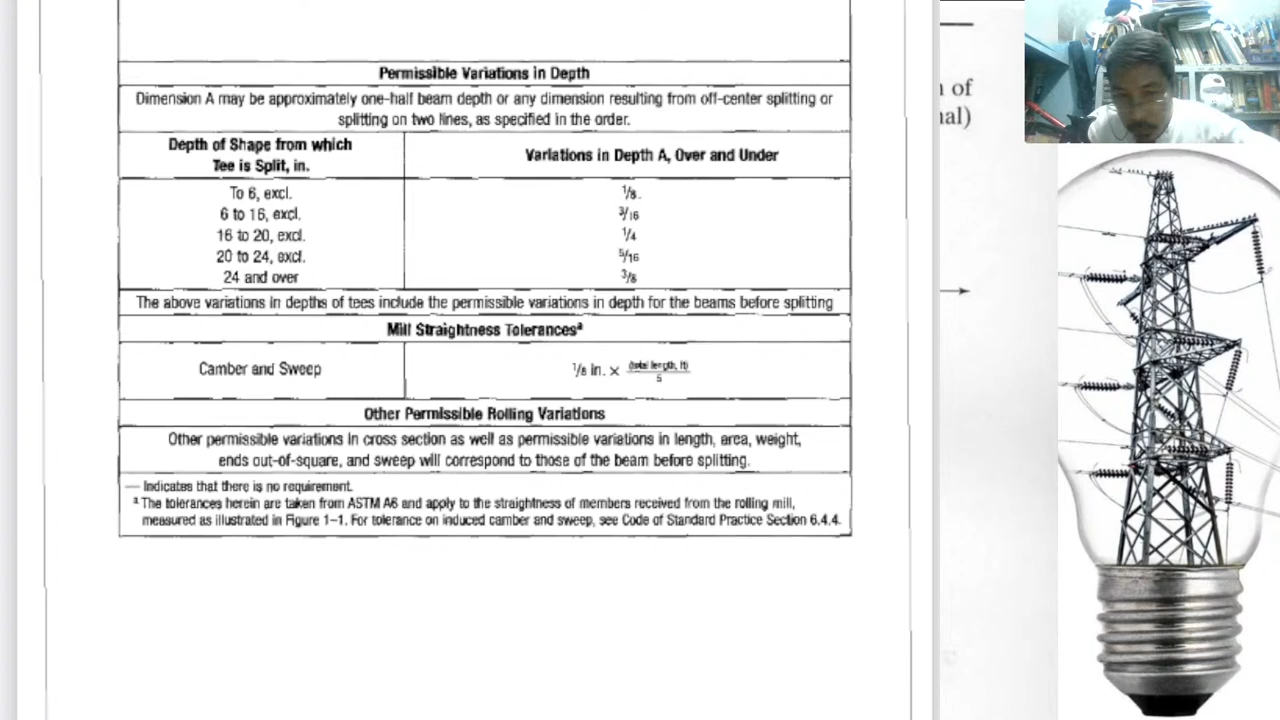 Permissible Variations in Depth
Dimension A may be approximately one-half beam depth or any dimension resulting from off-center splitting or
splitting on two lines, as specified in the order.
Depth of Shape from which
Tee is Split, in.
Variations in Depth A, Over and Under
To 6, excl.
1/8
6 to 16, excl.
3/16
16 to 20, excl.
1/4
20 to 24, excl.
5/16
24 and over
3/8
The above variations in depths of tees include the permissible variations in depth for the beams before splitting
Mill Straightness Tolerancesª
Camber and Sweep
1/8 in. × (total length, ft)
5
Other Permissible Rolling Variations
Other permissible variations in cross section as well as permissible variations in length, area, weight,
ends out-of-square, and sweep will correspond to those of the beam before splitting.
— Indicates that there is no requirement.
ª The tolerances herein are taken from ASTM A6 and apply to the straightness of members received from the rolling mill,
measured as illustrated in Figure 1–1. For tolerance on induced camber and sweep, see Code of Standard Practice Section 6.4.4.
of